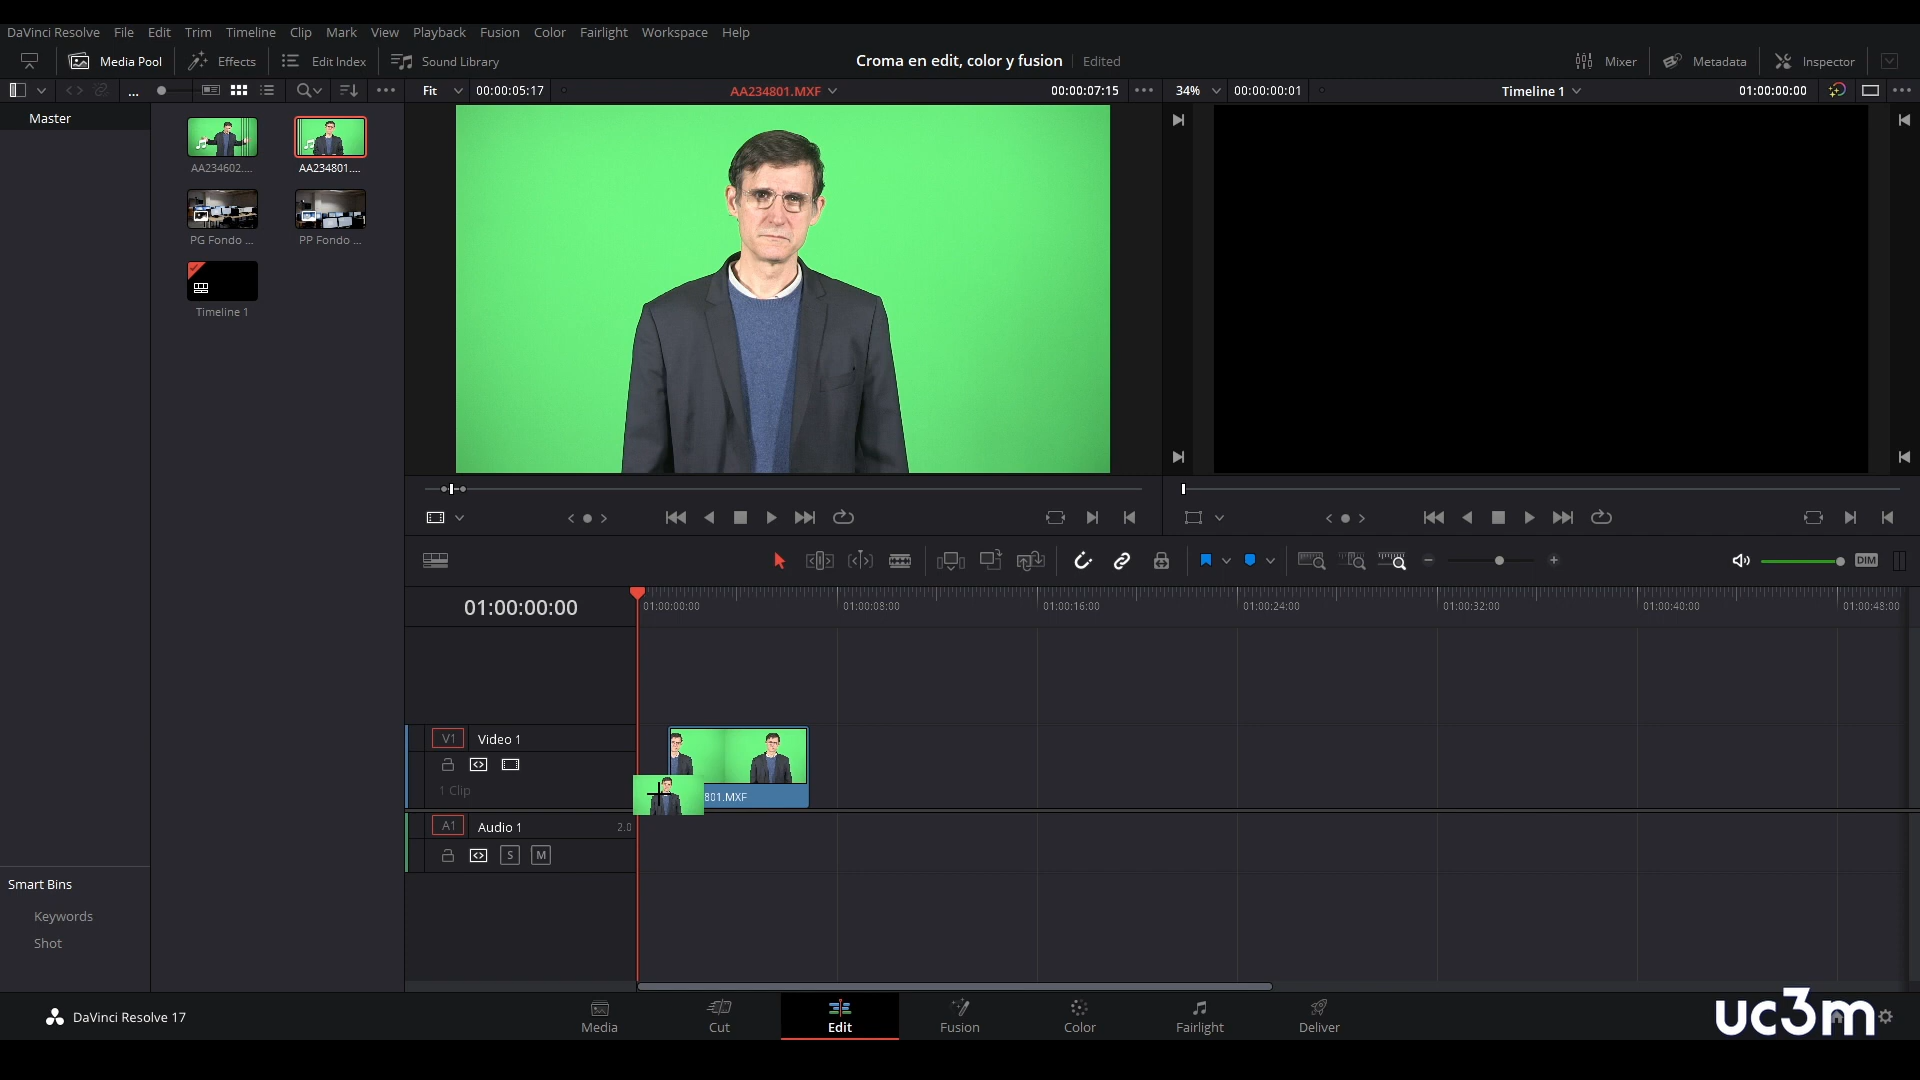 DaVinci Resolve File Edit Trim Timeline Clip Mark View Playback Fusion Color Fairlight Workspace Help
Media Pool Effects Edit Index Sound Library Croma en edit, color y fusion Edited Mixer Metadata Inspector
... Fit 00:00:05:17 AA234801.MXF 00:00:07:15 34% 00:00:00:01 Timeline 1 01:00:00:00
Master
AA234602.... AA234801....
PG Fondo ... PP Fondo ...
Timeline 1
DIM
01:00:00:00 01:00:00:00 01:00:08:00 01:00:16:00 01:00:24:00 01:00:32:00 01:00:40:00 01:00:48:00
V1 Video 1
1 Clip 801.MXF
A1 Audio 1 2.0
S M
Smart Bins
Keywords
Shot
DaVinci Resolve 17 Media Cut Edit Fusion Color Fairlight Deliver uc3m